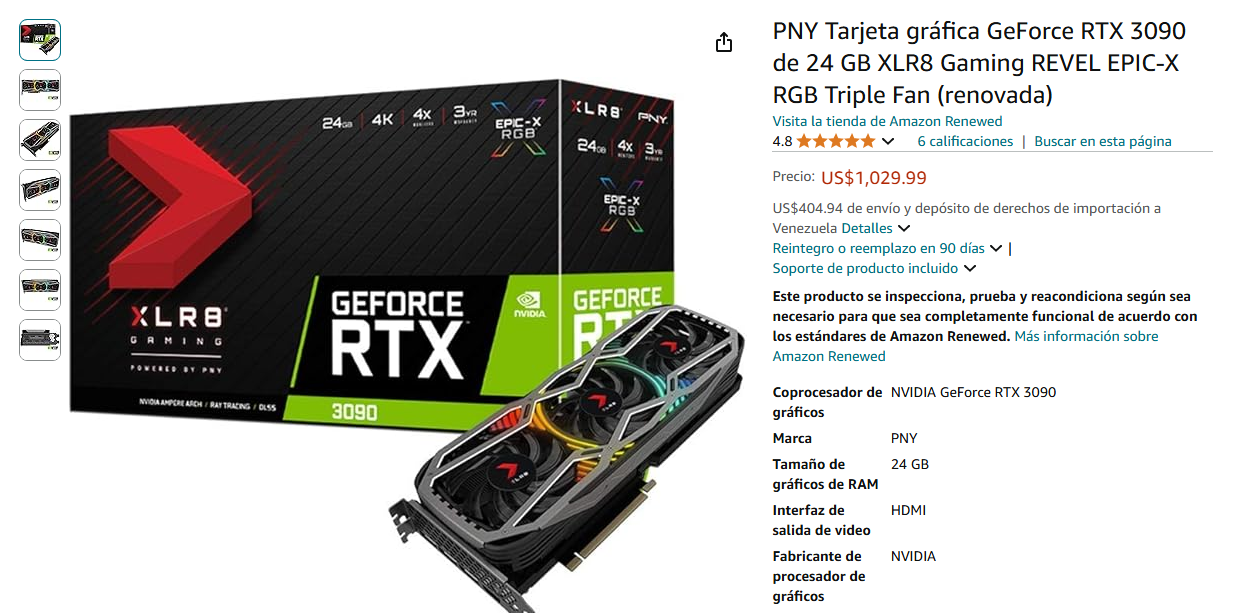 24GB | 4K | 4x | 3YR
MONITORS WARRANTY
EPIC-X
RGB
XLR8
PNY
24GB | 4x | 3YR
EPIC-X
RGB
XLR8
GAMING
POWERED BY PNY
NVIDIA AMPERE ARCH / RAY TRACING / DLSS
GEFORCE
RTX
3090
NVIDIA
GEFORCE
XLR8
XLR8
PNY Tarjeta gráfica GeForce RTX 3090
de 24 GB XLR8 Gaming REVEL EPIC-X
RGB Triple Fan (renovada)
Visita la tienda de Amazon Renewed
4.8 6 calificaciones | Buscar en esta página
Precio: US$1,029.99
US$404.94 de envío y depósito de derechos de importación a
Venezuela Detalles
Reintegro o reemplazo en 90 días |
Soporte de producto incluido
Este producto se inspecciona, prueba y reacondiciona según sea
necesario para que sea completamente funcional de acuerdo con
los estándares de Amazon Renewed. Más información sobre
Amazon Renewed
Coprocesador de NVIDIA GeForce RTX 3090
gráficos
Marca PNY
Tamaño de 24 GB
gráficos de RAM
Interfaz de HDMI
salida de video
Fabricante de NVIDIA
procesador de
gráficos